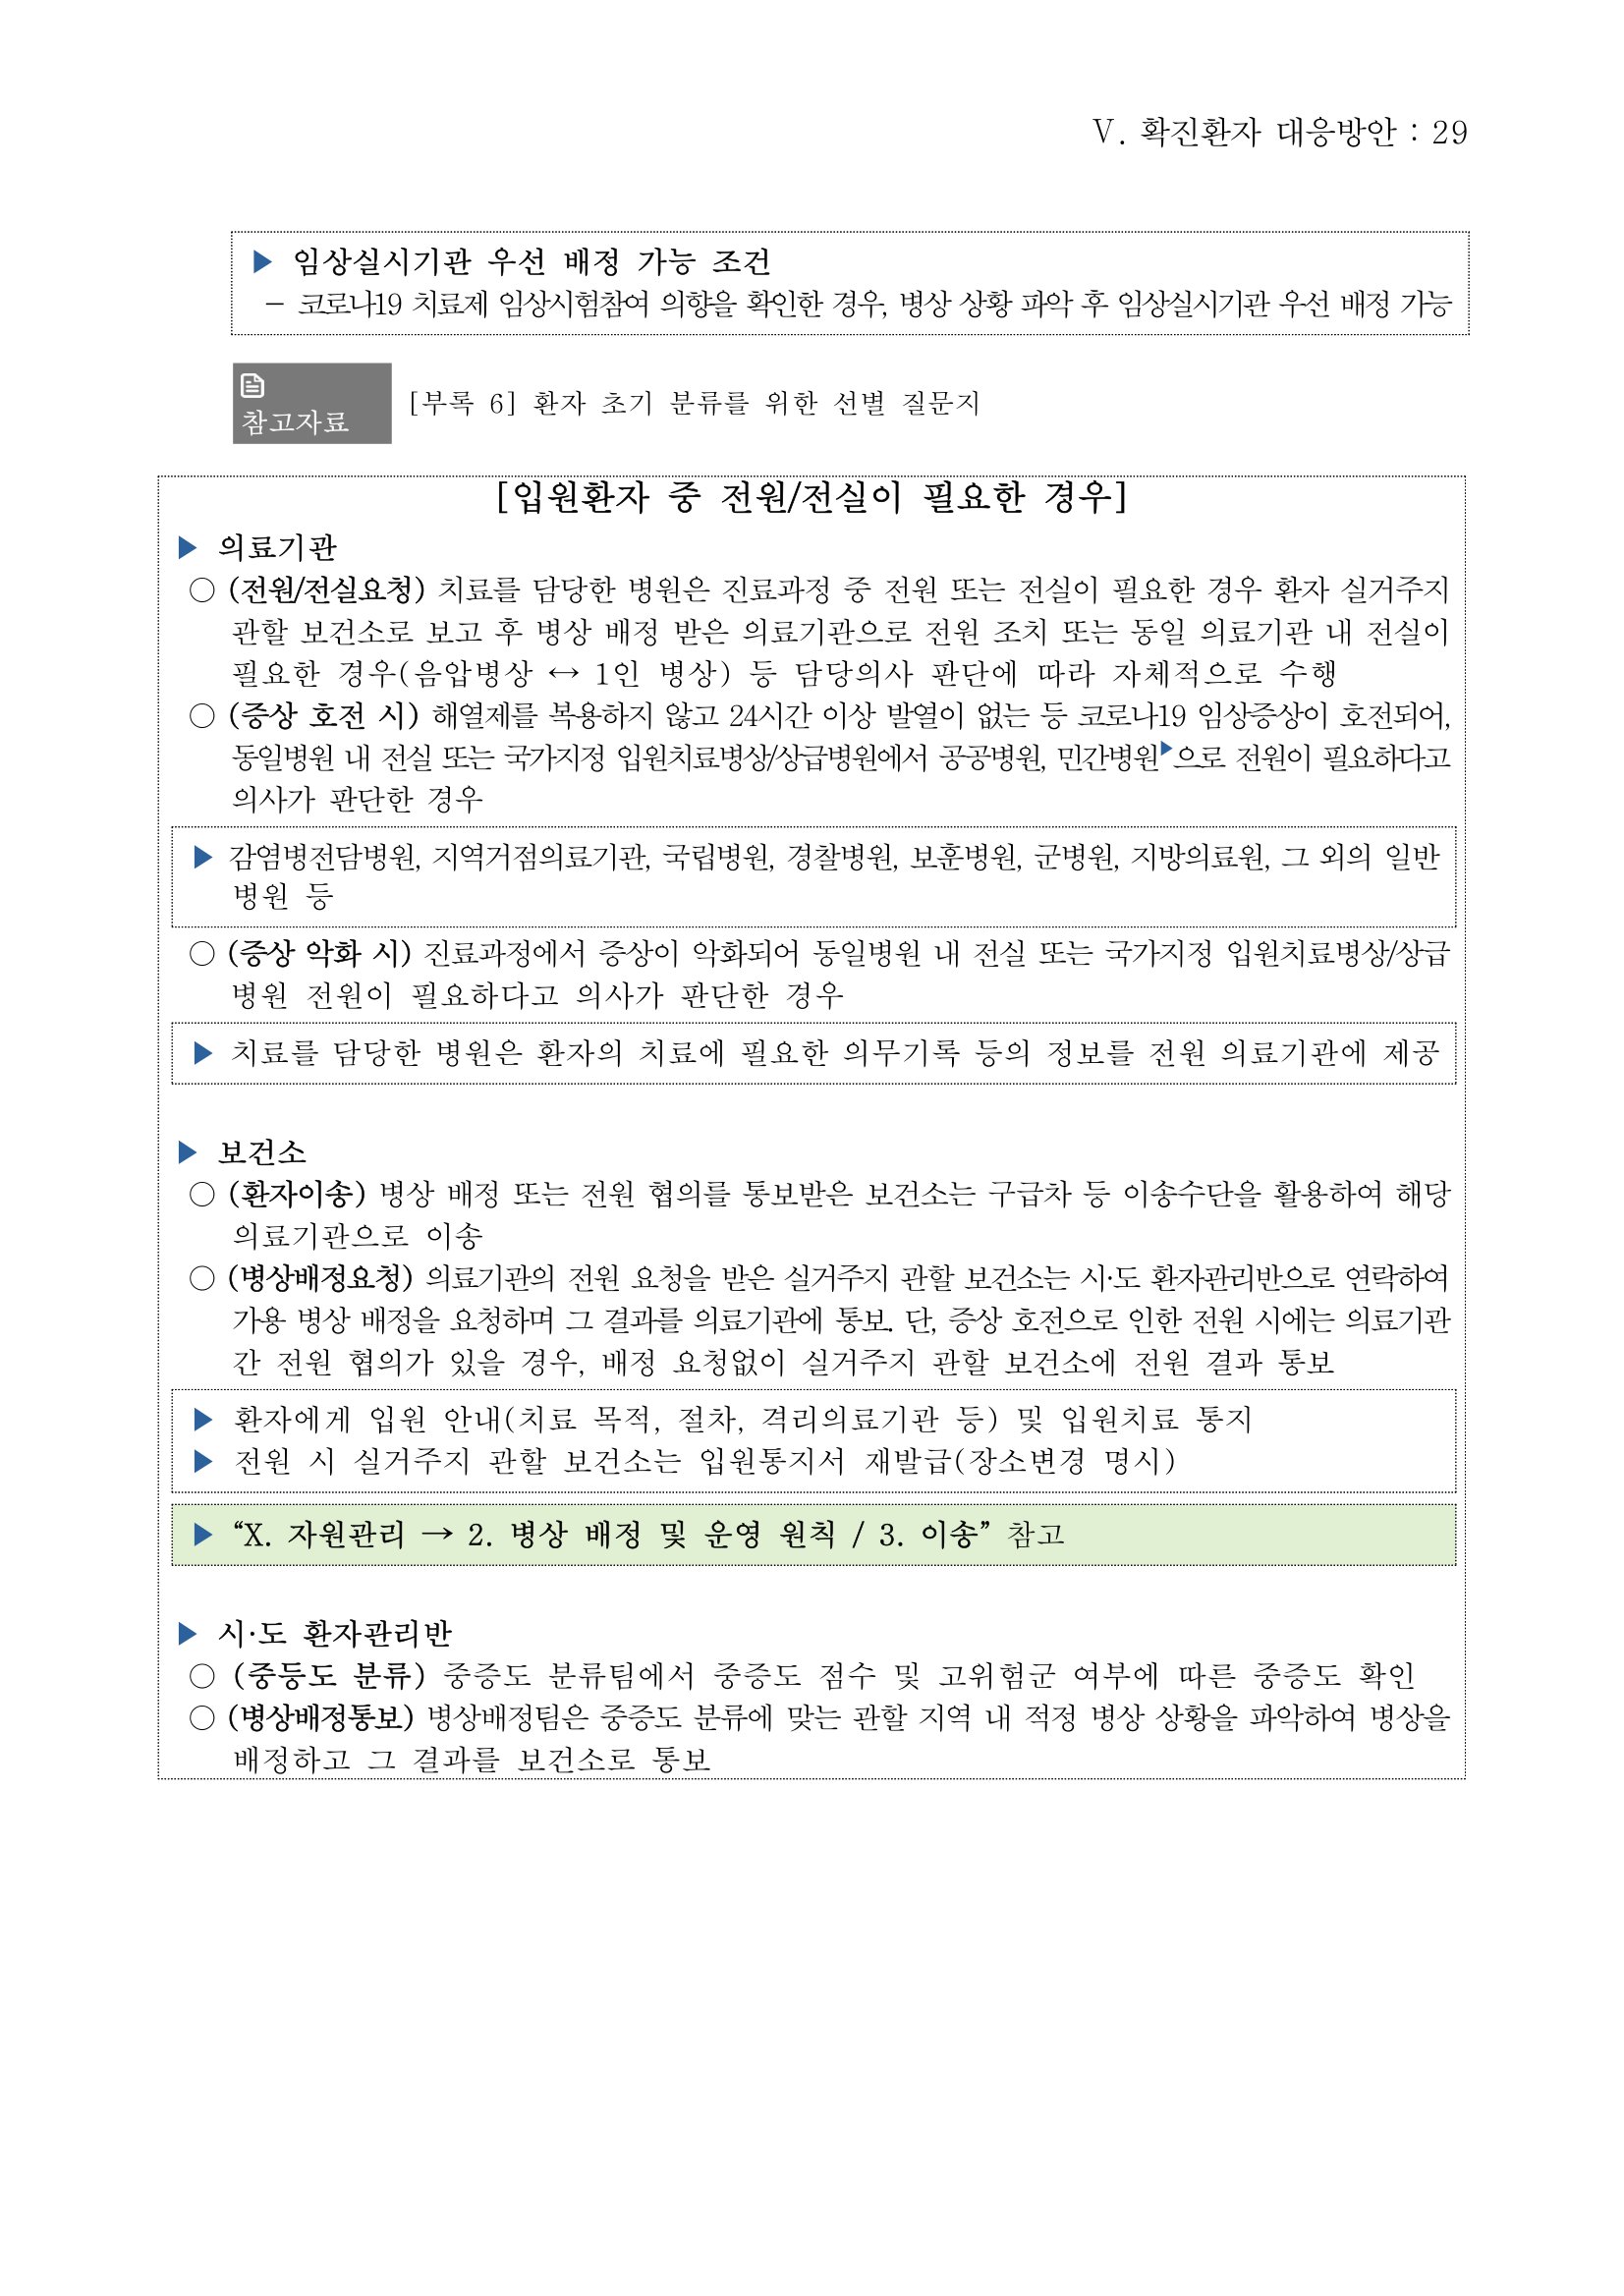 V. 확진환자 대응방안 : 29
▶ 임상실시기관 우선 배정 가능 조건
- 코로나19 치료제 임상시험참여 의향을 확인한 경우, 병상 상황 파악 후 임상실시기관 우선 배정 가능
참고자료
[부록 6] 환자 초기 분류를 위한 선별 질문지
[입원환자 중 전원/전실이 필요한 경우]
▶ 의료기관
○ (전원/전실요청) 치료를 담당한 병원은 진료과정 중 전원 또는 전실이 필요한 경우 환자 실거주지
관할 보건소로 보고 후 병상 배정 받은 의료기관으로 전원 조치 또는 동일 의료기관 내 전실이
필요한 경우(음압병상 ↔ 1인 병상) 등 담당의사 판단에 따라 자체적으로 수행
○ (증상 호전 시) 해열제를 복용하지 않고 24시간 이상 발열이 없는 등 코로나19 임상증상이 호전되어,
동일병원 내 전실 또는 국가지정 입원치료병상/상급병원에서 공공병원, 민간병원▶으로 전원이 필요하다고
의사가 판단한 경우
▶ 감염병전담병원, 지역거점의료기관, 국립병원, 경찰병원, 보훈병원, 군병원, 지방의료원, 그 외의 일반
병원 등
○ (증상 악화 시) 진료과정에서 증상이 악화되어 동일병원 내 전실 또는 국가지정 입원치료병상/상급
병원 전원이 필요하다고 의사가 판단한 경우
▶ 치료를 담당한 병원은 환자의 치료에 필요한 의무기록 등의 정보를 전원 의료기관에 제공
▶ 보건소
○ (환자이송) 병상 배정 또는 전원 협의를 통보받은 보건소는 구급차 등 이송수단을 활용하여 해당
의료기관으로 이송
○ (병상배정요청) 의료기관의 전원 요청을 받은 실거주지 관할 보건소는 시·도 환자관리반으로 연락하여
가용 병상 배정을 요청하며 그 결과를 의료기관에 통보. 단, 증상 호전으로 인한 전원 시에는 의료기관
간 전원 협의가 있을 경우, 배정 요청없이 실거주지 관할 보건소에 전원 결과 통보
▶ 환자에게 입원 안내(치료 목적, 절차, 격리의료기관 등) 및 입원치료 통지
▶ 전원 시 실거주지 관할 보건소는 입원통지서 재발급(장소변경 명시)
▶ “X. 자원관리 → 2. 병상 배정 및 운영 원칙 / 3. 이송” 참고
▶ 시·도 환자관리반
○ (중등도 분류) 중증도 분류팀에서 중증도 점수 및 고위험군 여부에 따른 중증도 확인
○ (병상배정통보) 병상배정팀은 중증도 분류에 맞는 관할 지역 내 적정 병상 상황을 파악하여 병상을
배정하고 그 결과를 보건소로 통보